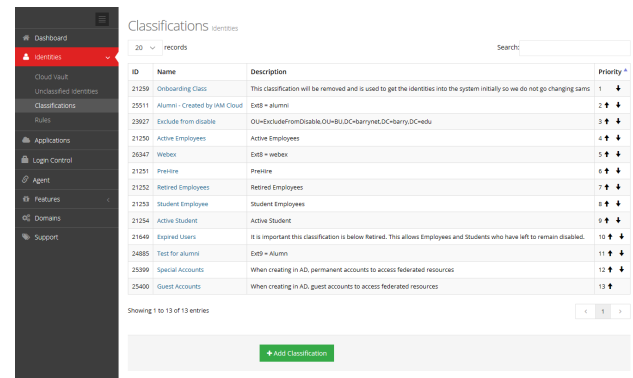 Classifications Identities
Dashboard
Identities
Cloud Vault
Unclassified Identities
Classifications
Rules
Applications
Login Control
Agent
Features
Domains
Support
20 records Search:
ID Name Description Priority
21259 Onboarding Class This classification will be removed and is used to get the identities into the system initially so we do not go changing sams 1
25511 Alumni - Created by IAM Cloud Ext8 = alumni 2
23927 Exclude from disable OU=ExcludeFromDisable,OU=BU,DC=barrynet,DC=barry,DC=edu 3
21250 Active Employees Active Employees 4
26347 Webex Ext8 = webex 5
21251 PreHire PreHire 6
21252 Retired Employees Retired Employees 7
21253 Student Employee Student Employees 8
21254 Active Student Active Student 9
21649 Expired Users It is important this classification is below Retired. This allows Employees and Students who have left to remain disabled. 10
24885 Test for alumni Ext9 = Alumn 11
25399 Special Accounts When creating in AD, permanent accounts to access federated resources 12
25400 Guest Accounts When creating in AD, guest accounts to access federated resources 13
Showing 1 to 13 of 13 entries
< 1 >
+ Add Classification